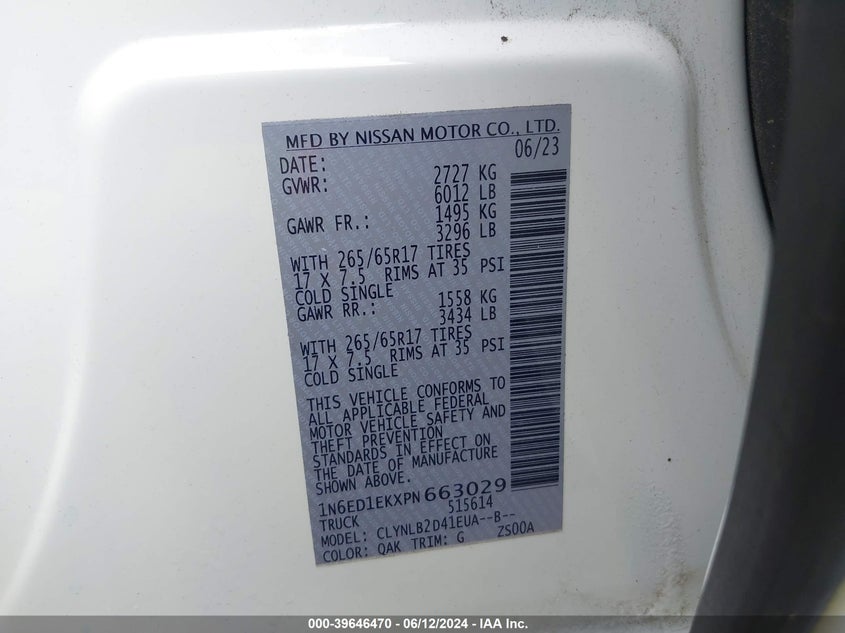 MFD BY NISSAN MOTOR CO., LTD.
DATE: 06/23
GVWR: 2727 KG
6012 LB
GAWR FR.: 1495 KG
3296 LB
WITH 265/65R17 TIRES
17 X 7.5 RIMS AT 35 PSI
COLD SINGLE
GAWR RR.: 1558 KG
3434 LB
WITH 265/65R17 TIRES
17 X 7.5 RIMS AT 35 PSI
COLD SINGLE
THIS VEHICLE CONFORMS TO
ALL APPLICABLE FEDERAL
MOTOR VEHICLE SAFETY AND
THEFT PREVENTION
STANDARDS IN EFFECT ON
THE DATE OF MANUFACTURE
SHOWN ABOVE.
1N6ED1EKXPN663029
TRUCK 515614
MODEL: CLYNLB2D41EUA--B--
COLOR: QAK TRIM: G ZS00A
000-39646470 - 06/12/2024 - IAA Inc.